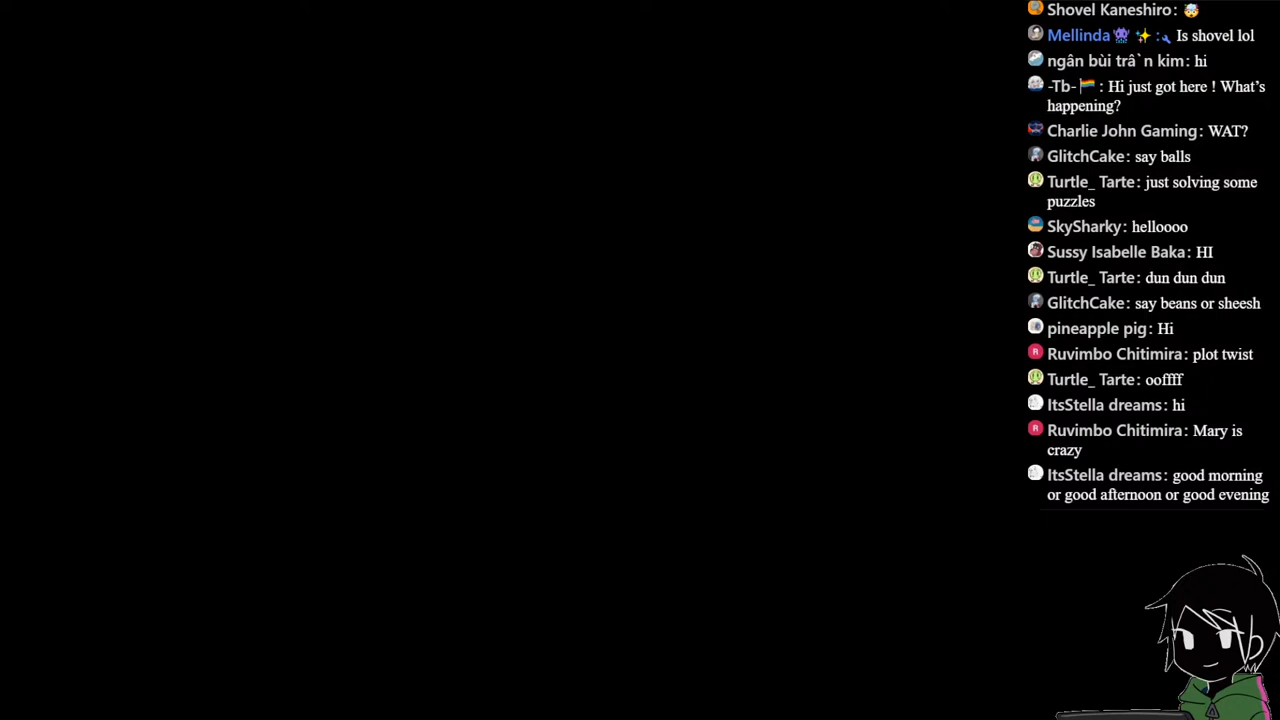 Shovel Kaneshiro: 🤯
Mellinda👾 ✨ : Is shovel lol
ngân bùi trâ`n kim: hi
-Tb-🏳️‍🌈 : Hi just got here ! What’s
happening?
Charlie John Gaming: WAT?
GlitchCake: say balls
Turtle_ Tarte: just solving some
puzzles
SkySharky: helloooo
Sussy Isabelle Baka: HI
Turtle_ Tarte: dun dun dun
GlitchCake: say beans or sheesh
pineapple pig: Hi
R Ruvimbo Chitimira: plot twist
Turtle_ Tarte: ooffff
ItsStella dreams: hi
R Ruvimbo Chitimira: Mary is
crazy
ItsStella dreams: good morning
or good afternoon or good evening